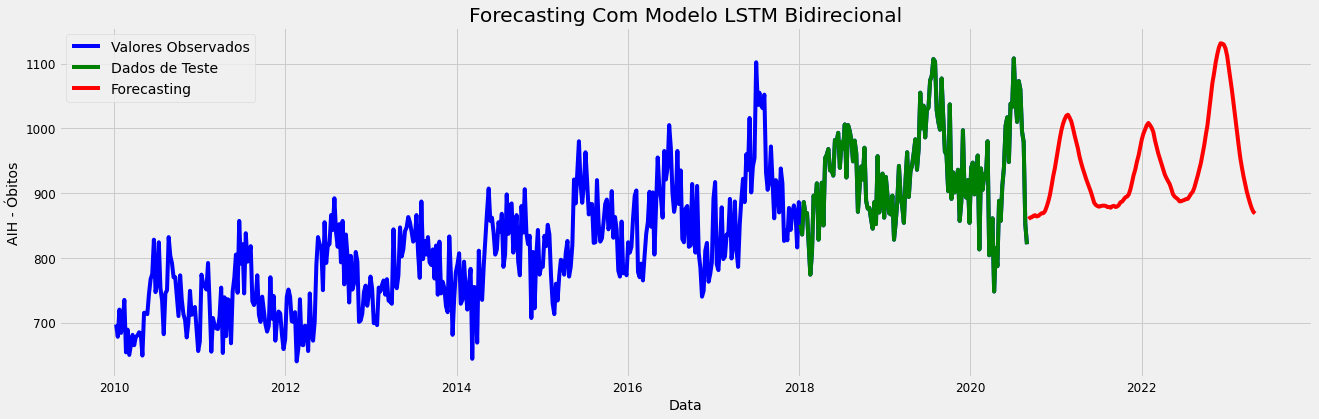 Forecasting Com Modelo LSTM Bidirecional
Valores Observados
Dados de Teste
Forecasting
AIH - Óbitos
1100
1000
900
800
700
2010
2012
2014
2016
2018
2020
2022
Data